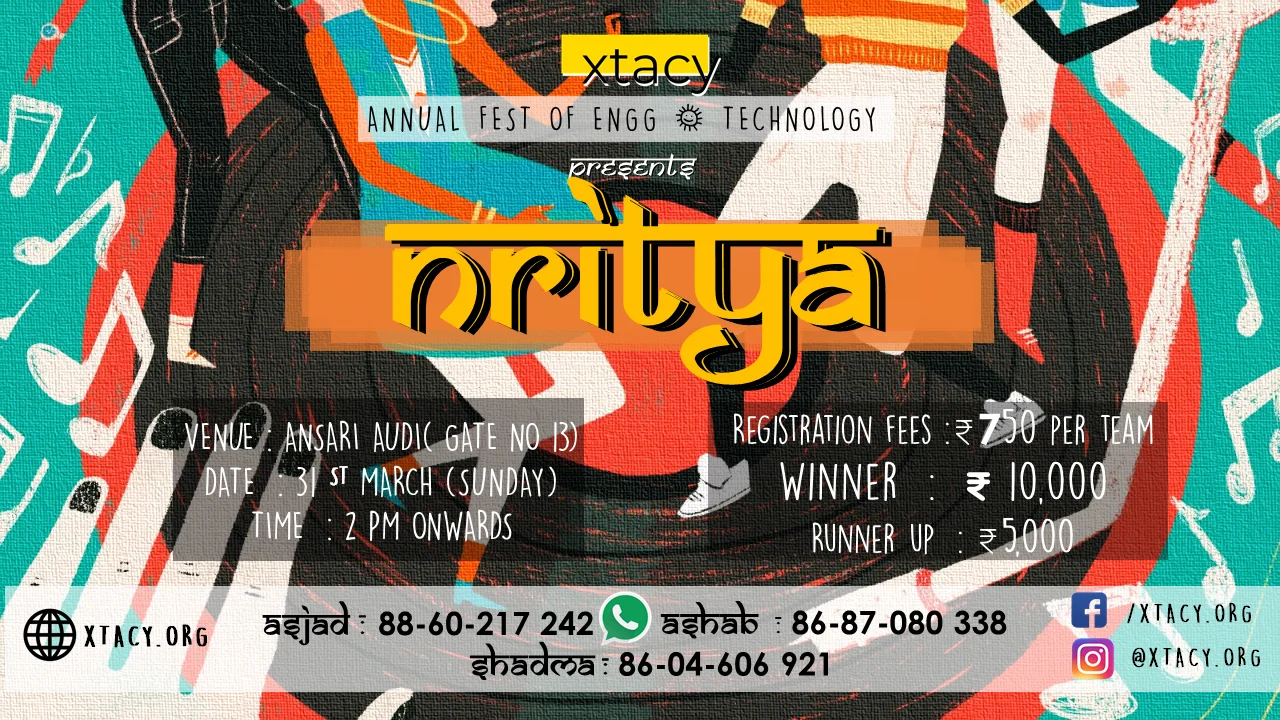 xtacy
ANNUAL FEST OF ENGG TECHNOLOGY
presents
nritya
VENUE : ANSARI AUDI( GATE NO 13)
DATE : 31 ST MARCH (SUNDAY)
TIME : 2 PM ONWARDS
REGISTRATION FEES :₹750 PER TEAM
WINNER : ₹ 10,000
RUNNER UP : ₹5,000
XTACY.ORG
asjad : 88-60-217 242
ashab : 86-87-080 338
shadma : 86-04-606 921
/XTACY.ORG
@XTACY.ORG